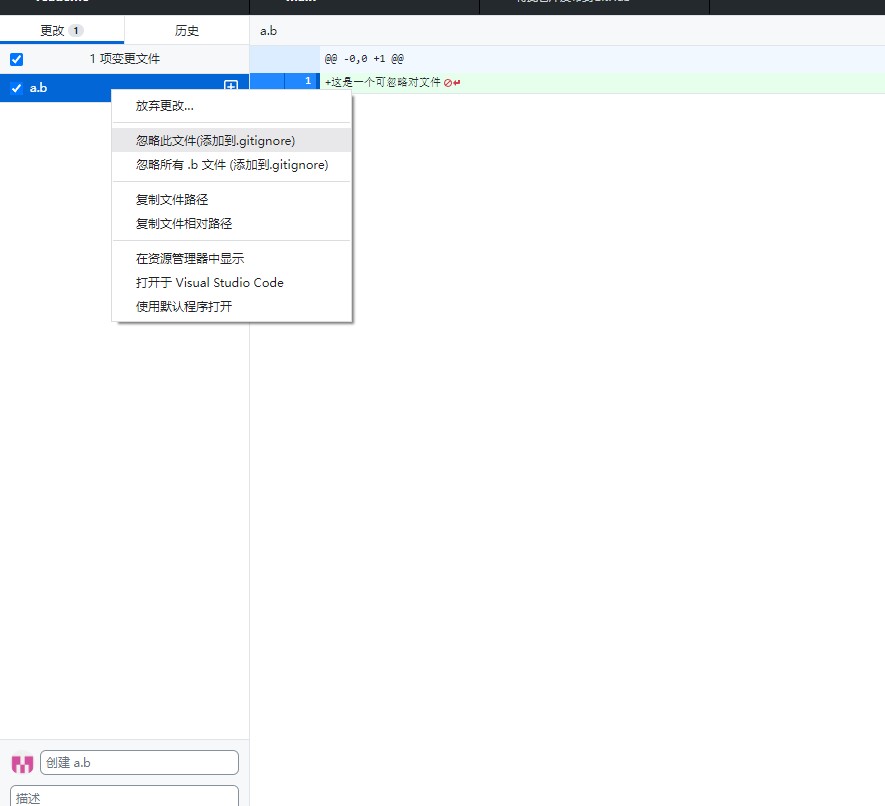 更改 1
历史
a.b
1 项变更文件
@@ -0,0 +1 @@
a.b
1
+这是一个可忽略对文件
放弃更改...
忽略此文件(添加到.gitignore)
忽略所有 .b 文件 (添加到.gitignore)
复制文件路径
复制文件相对路径
在资源管理器中显示
打开于 Visual Studio Code
使用默认程序打开
创建 a.b
描述